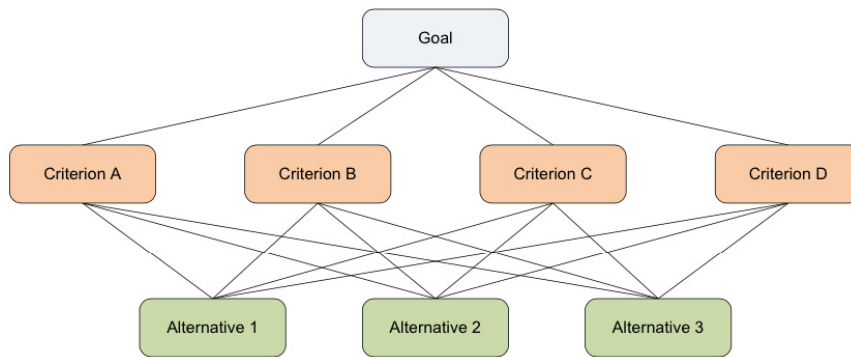 Goal
Criterion A
Criterion B
Criterion C
Criterion D
Alternative 1
Alternative 2
Alternative 3